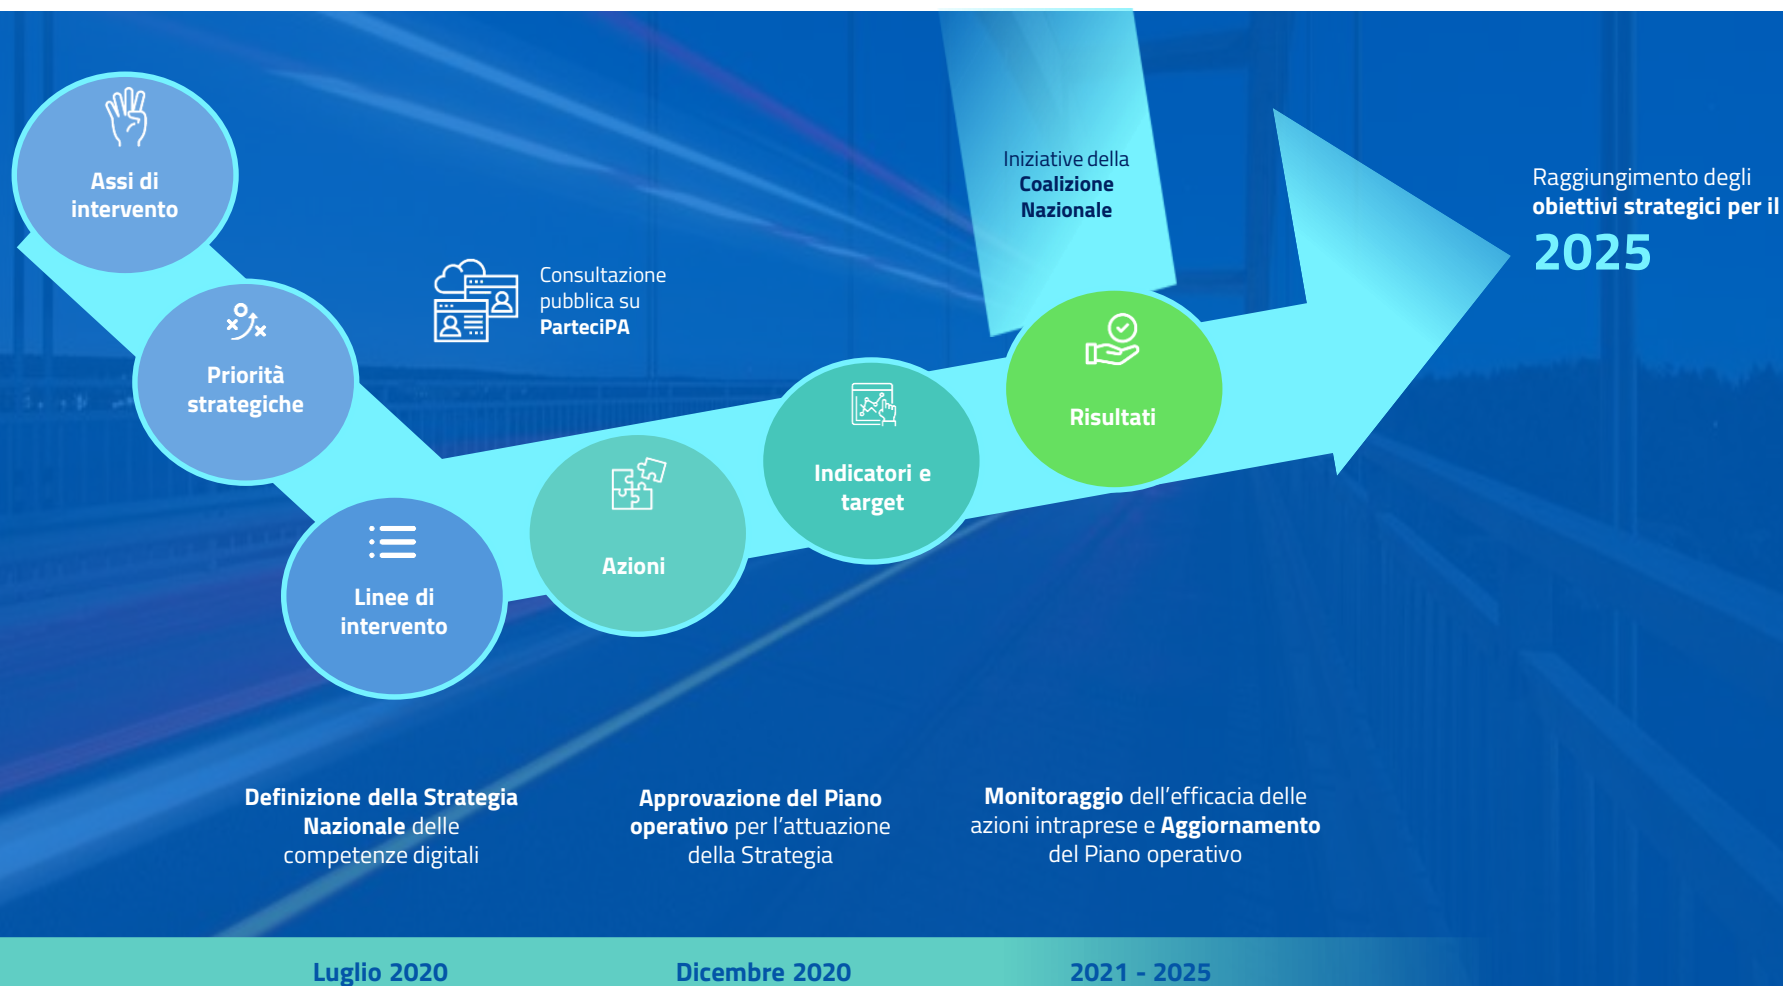 Assi di
intervento
Priorità
strategiche
Linee di
intervento
Consultazione
pubblica su
ParteciPA
Azioni
Indicatori e
target
Iniziative della
Coalizione
Nazionale
Risultati
Raggiungimento degli
obiettivi strategici per il
2025
Definizione della Strategia
Nazionale delle
competenze digitali
Approvazione del Piano
operativo per l'attuazione
della Strategia
Monitoraggio dell'efficacia delle
azioni intraprese e Aggiornamento
del Piano operativo
Luglio 2020
Dicembre 2020
2021 - 2025